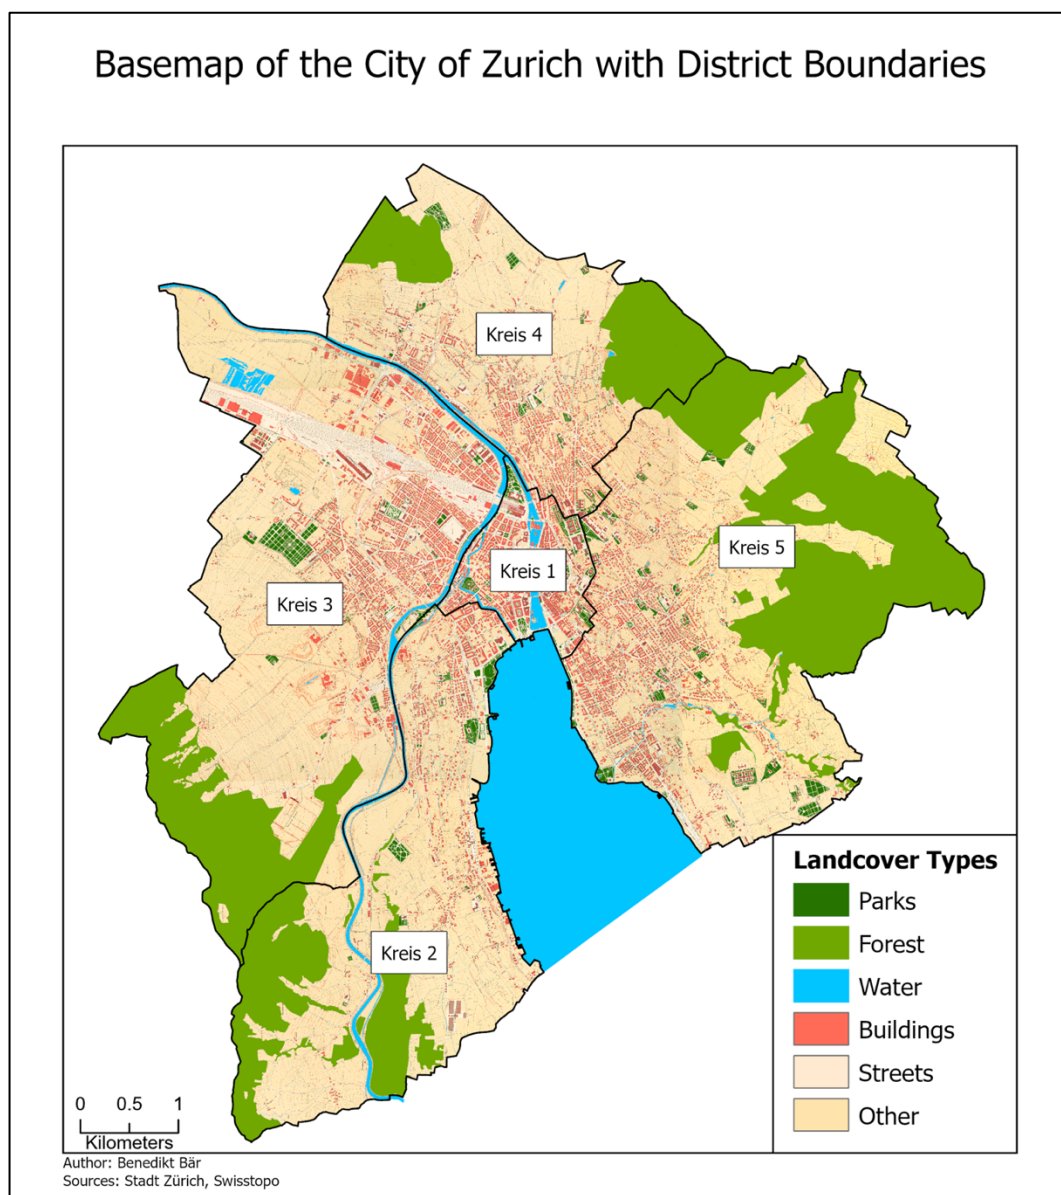 Basemap of the City of Zurich with District Boundaries
Kreis 4
Kreis 5
Kreis 1
Kreis 3
Kreis 2
Landcover Types
Parks
Forest
Water
Buildings
Streets
Other
0 0.5 1
Kilometers
Author: Benedikt Bär
Sources: Stadt Zürich, Swisstopo